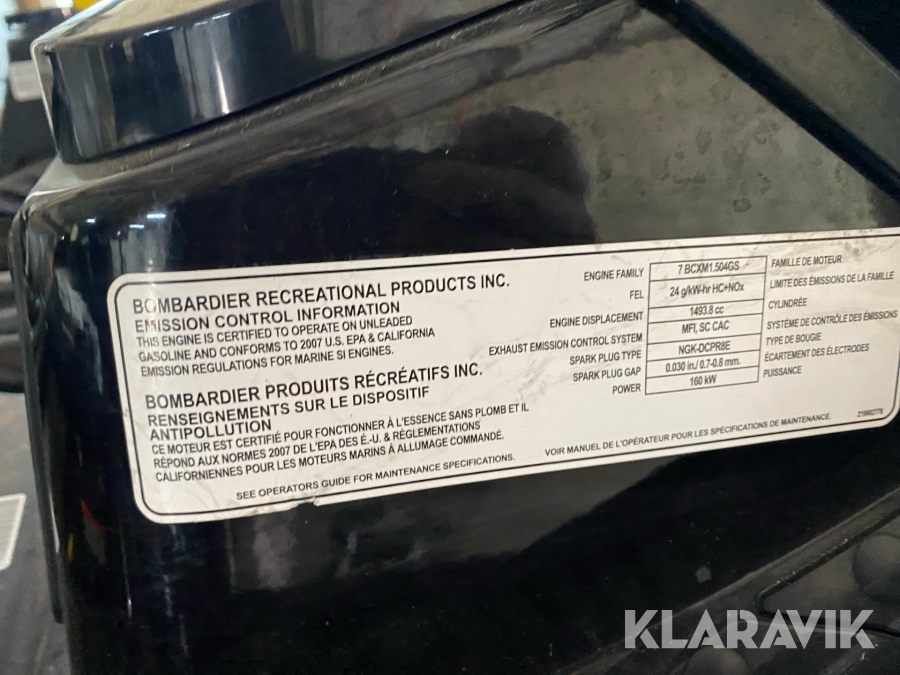 BOMBARDIER RECREATIONAL PRODUCTS INC.
EMISSION CONTROL INFORMATION
THIS ENGINE IS CERTIFIED TO OPERATE ON UNLEADED
GASOLINE AND CONFORMS TO 2007 U.S. EPA & CALIFORNIA
EMISSION REGULATIONS FOR MARINE SI ENGINES.
BOMBARDIER PRODUITS RÉCRÉATIFS INC.
RENSEIGNEMENTS SUR LE DISPOSITIF
ANTIPOLLUTION
CE MOTEUR EST CERTIFIÉ POUR FONCTIONNER À L'ESSENCE SANS PLOMB ET IL
RÉPOND AUX NORMES 2007 DE L'EPA DES É.-U. & RÉGLEMENTATIONS
CALIFORNIENNES POUR LES MOTEURS MARINS À ALLUMAGE COMMANDÉ.
SEE OPERATORS GUIDE FOR MAINTENANCE SPECIFICATIONS.
ENGINE FAMILY 7 BCXM1.504GS FAMILLE DE MOTEUR
FEL 24 g/kW-hr HC+NOx LIMITE DES ÉMISSIONS DE LA FAMILLE
ENGINE DISPLACEMENT 1493.8 cc CYLINDRÉE
EXHAUST EMISSION CONTROL SYSTEM MFI, SC CAC SYSTÈME DE CONTRÔLE DES ÉMISSIONS
SPARK PLUG TYPE NGK-DCPR8E TYPE DE BOUGIE
SPARK PLUG GAP 0.030 in./ 0.7-0.8 mm. ÉCARTEMENT DES ÉLECTRODES
POWER 160 kW PUISSANCE
VOIR MANUEL DE L'OPÉRATEUR POUR LES SPÉCIFICATIONS DE MAINTENANCE.
KLARAVIK